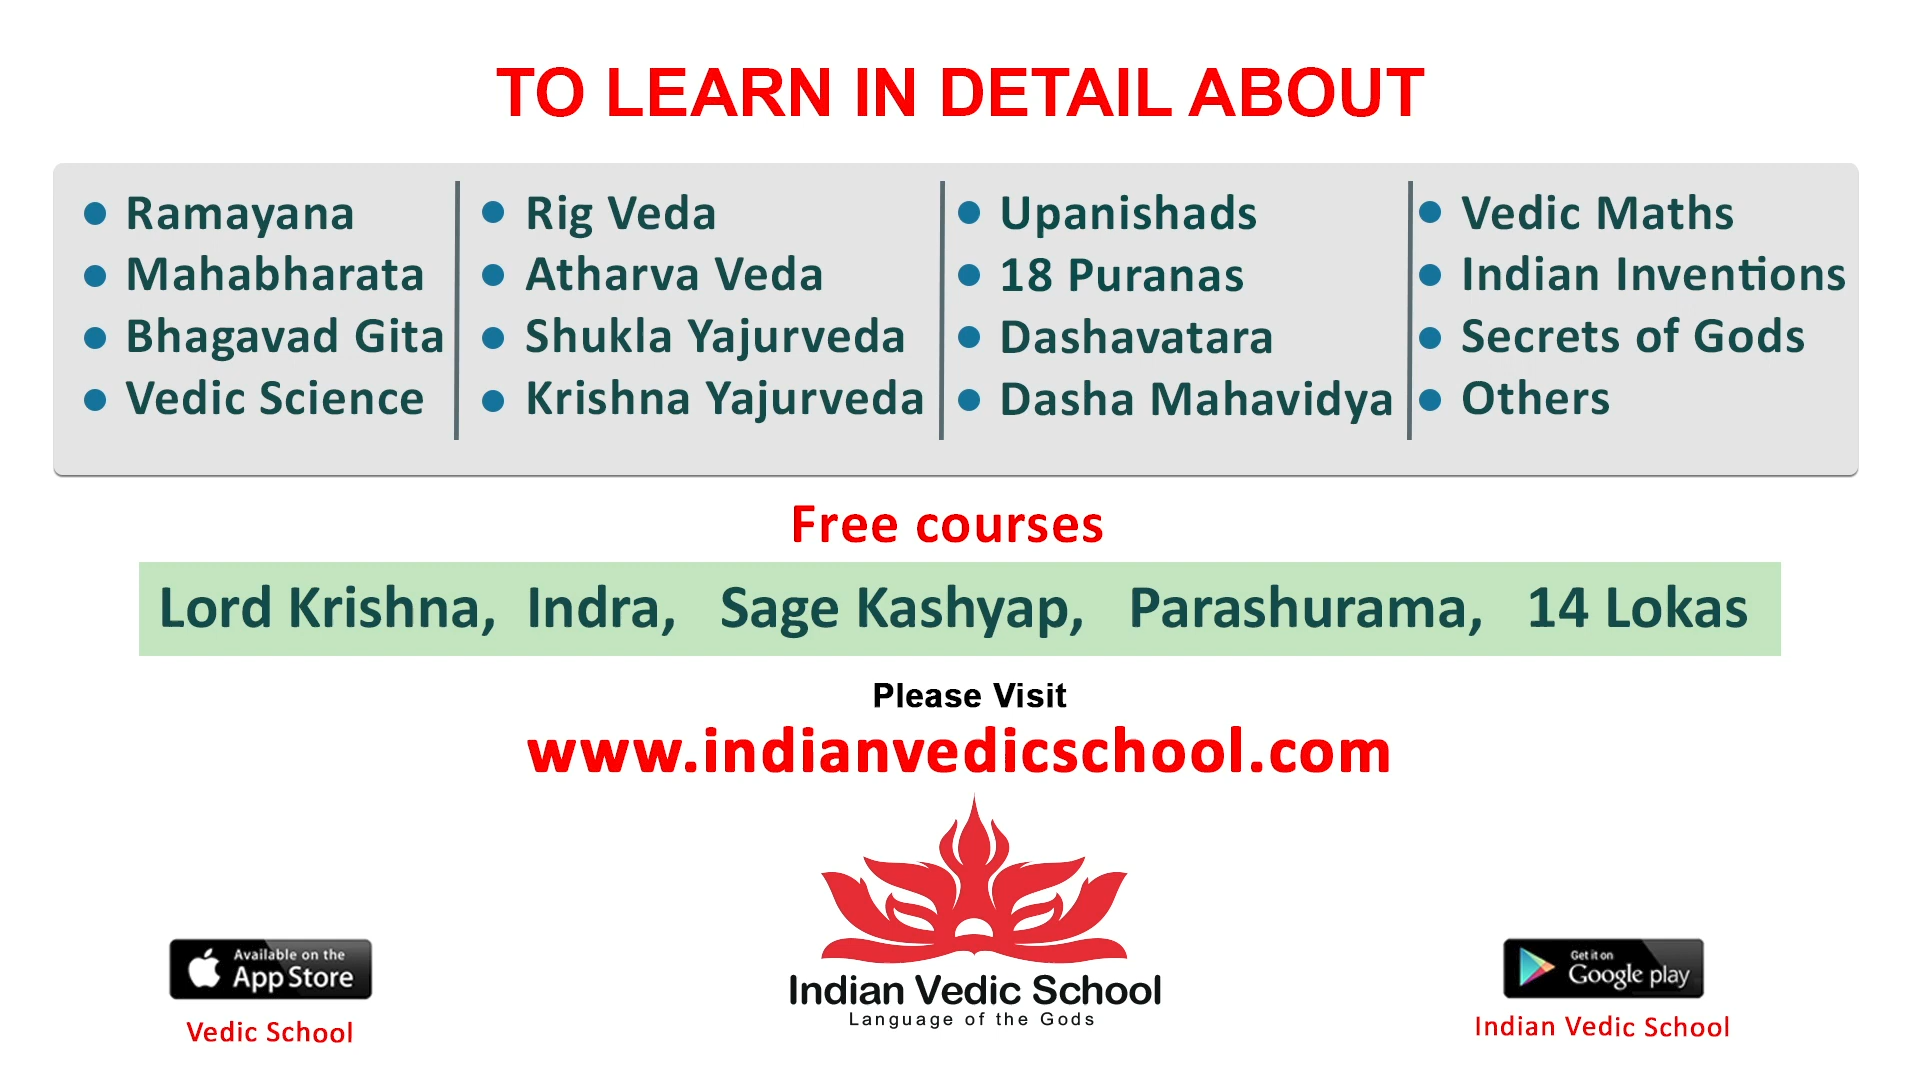 TO LEARN IN DETAIL ABOUT
Ramayana
Mahabharata
Bhagavad Gita
Vedic Science
Rig Veda
Atharva Veda
Shukla Yajurveda
Krishna Yajurveda
Upanishads
18 Puranas
Dashavatara
Dasha Mahavidya
Vedic Maths
Indian Inventions
Secrets of Gods
Others
Free courses
Lord Krishna, Indra, Sage Kashyap, Parashurama, 14 Lokas
Please Visit
www.indianvedicschool.com
Indian Vedic School
Language of the Gods
Available on the
App Store
Vedic School
Get it on
Google play
Indian Vedic School